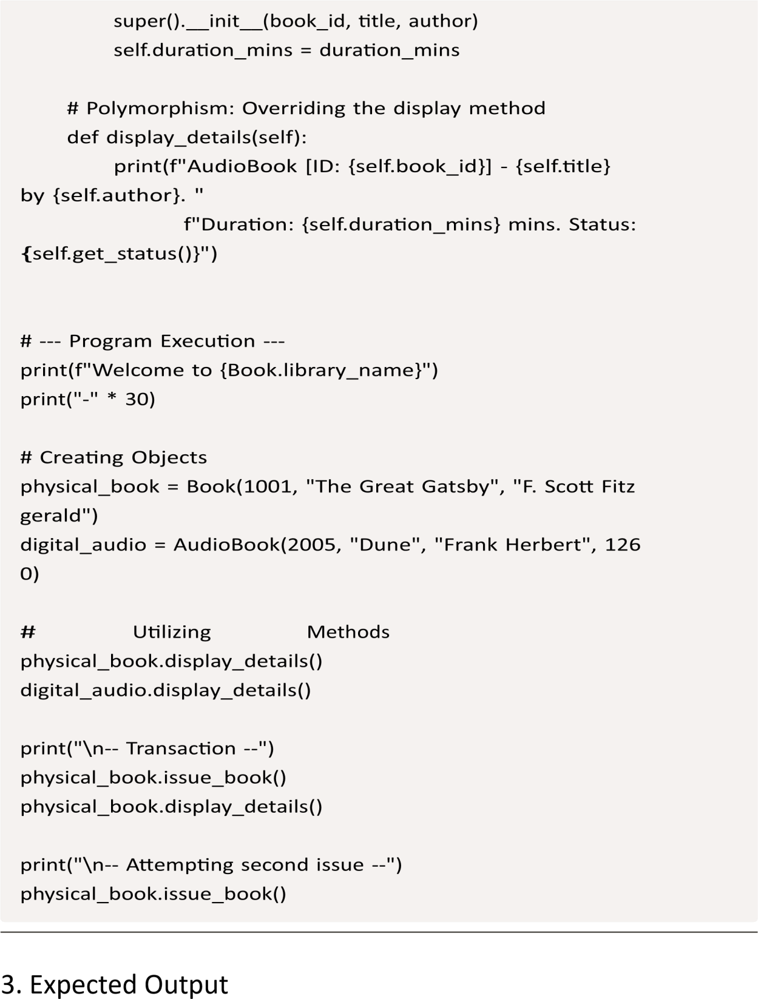 super().__init__(book_id, title, author)
self.duration_mins = duration_mins
# Polymorphism: Overriding the display method
def display_details(self):
print(f"AudioBook [ID: {self.book_id}] - {self.title}
by {self.author}. "
f"Duration: {self.duration_mins} mins. Status:
{self.get_status()}")
# --- Program Execution ---
print(f"Welcome to {Book.library_name}")
print("-" * 30)
# Creating Objects
physical_book = Book(1001, "The Great Gatsby", "F. Scott Fitz
gerald")
digital_audio = AudioBook(2005, "Dune", "Frank Herbert", 126
0)
# Utilizing Methods
physical_book.display_details()
digital_audio.display_details()
print("\n-- Transaction --")
physical_book.issue_book()
physical_book.display_details()
print("\n-- Attempting second issue --")
physical_book.issue_book()
3. Expected Output